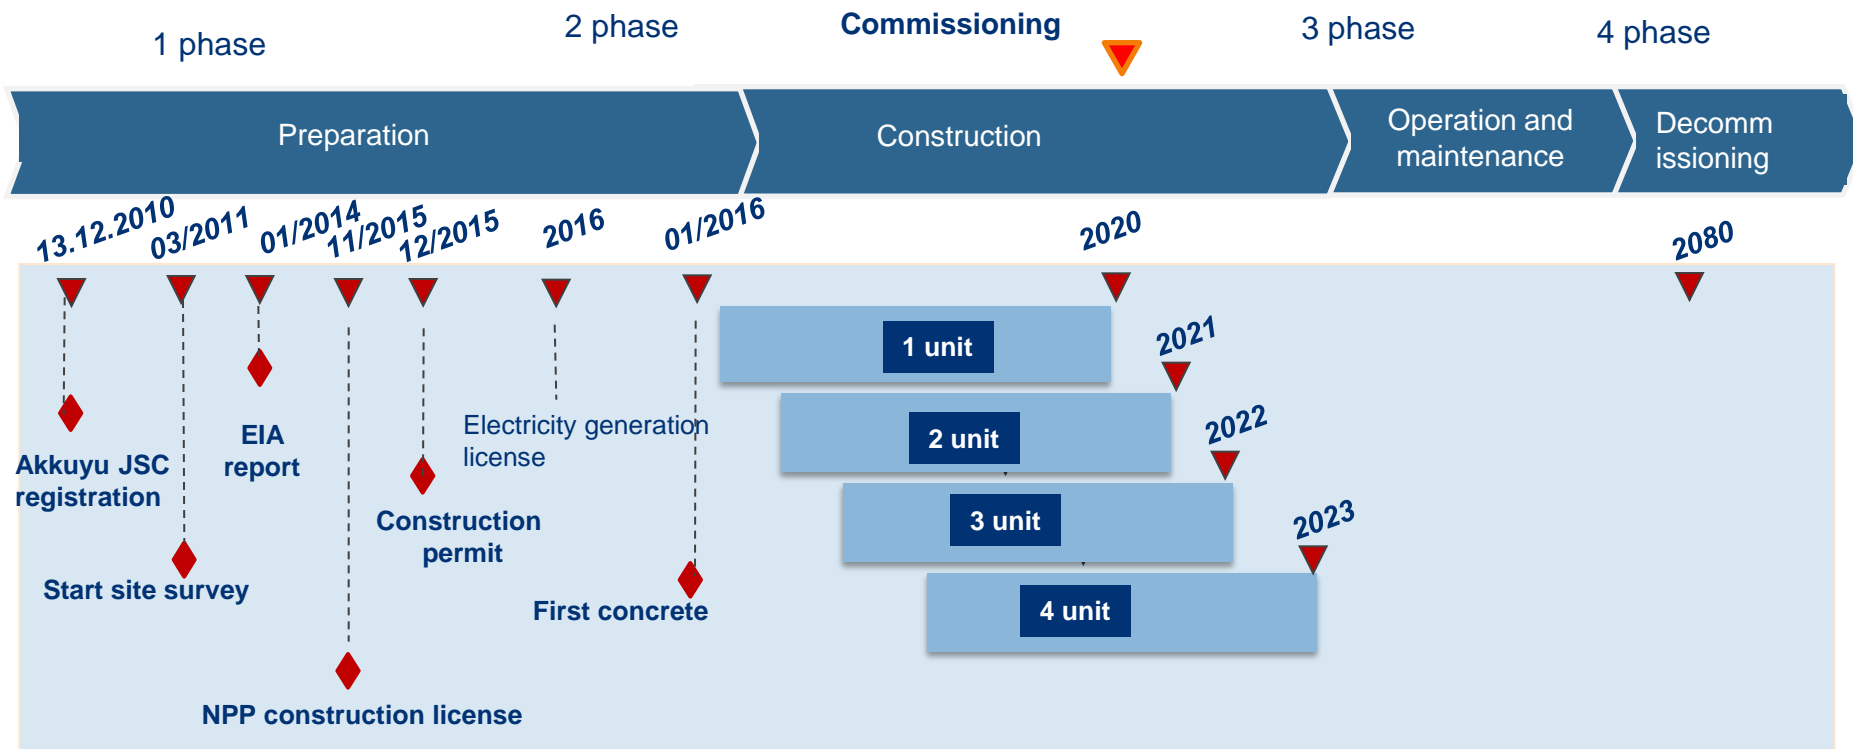 1 phase
2 phase
Commissioning
3 phase
4 phase
Preparation
Construction
Operation and
maintenance
Decomm
issioning
13.12.2010
03/2011
01/2014
11/2015
12/2015
2016
01/2016
2020
2080
1 unit
2021
2 unit
2022
3 unit
2023
4 unit
Electricity generation
license
EIA
report
Akkuyu JSC
registration
Construction
permit
Start site survey
First concrete
NPP construction license